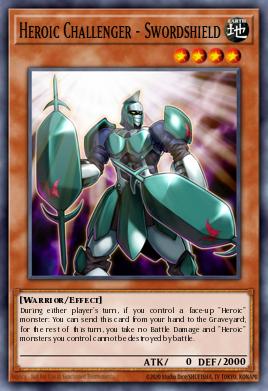 Heroic Challenger - Swordshield
EARTH
地
[Warrior/Effect]
During either player's turn, if you control a face-up "Heroic"
monster: You can send this card from your hand to the Graveyard;
for the rest of this turn, you take no Battle Damage and "Heroic"
monsters you control cannot be destroyed by battle.
ATK/ 0 DEF/2000